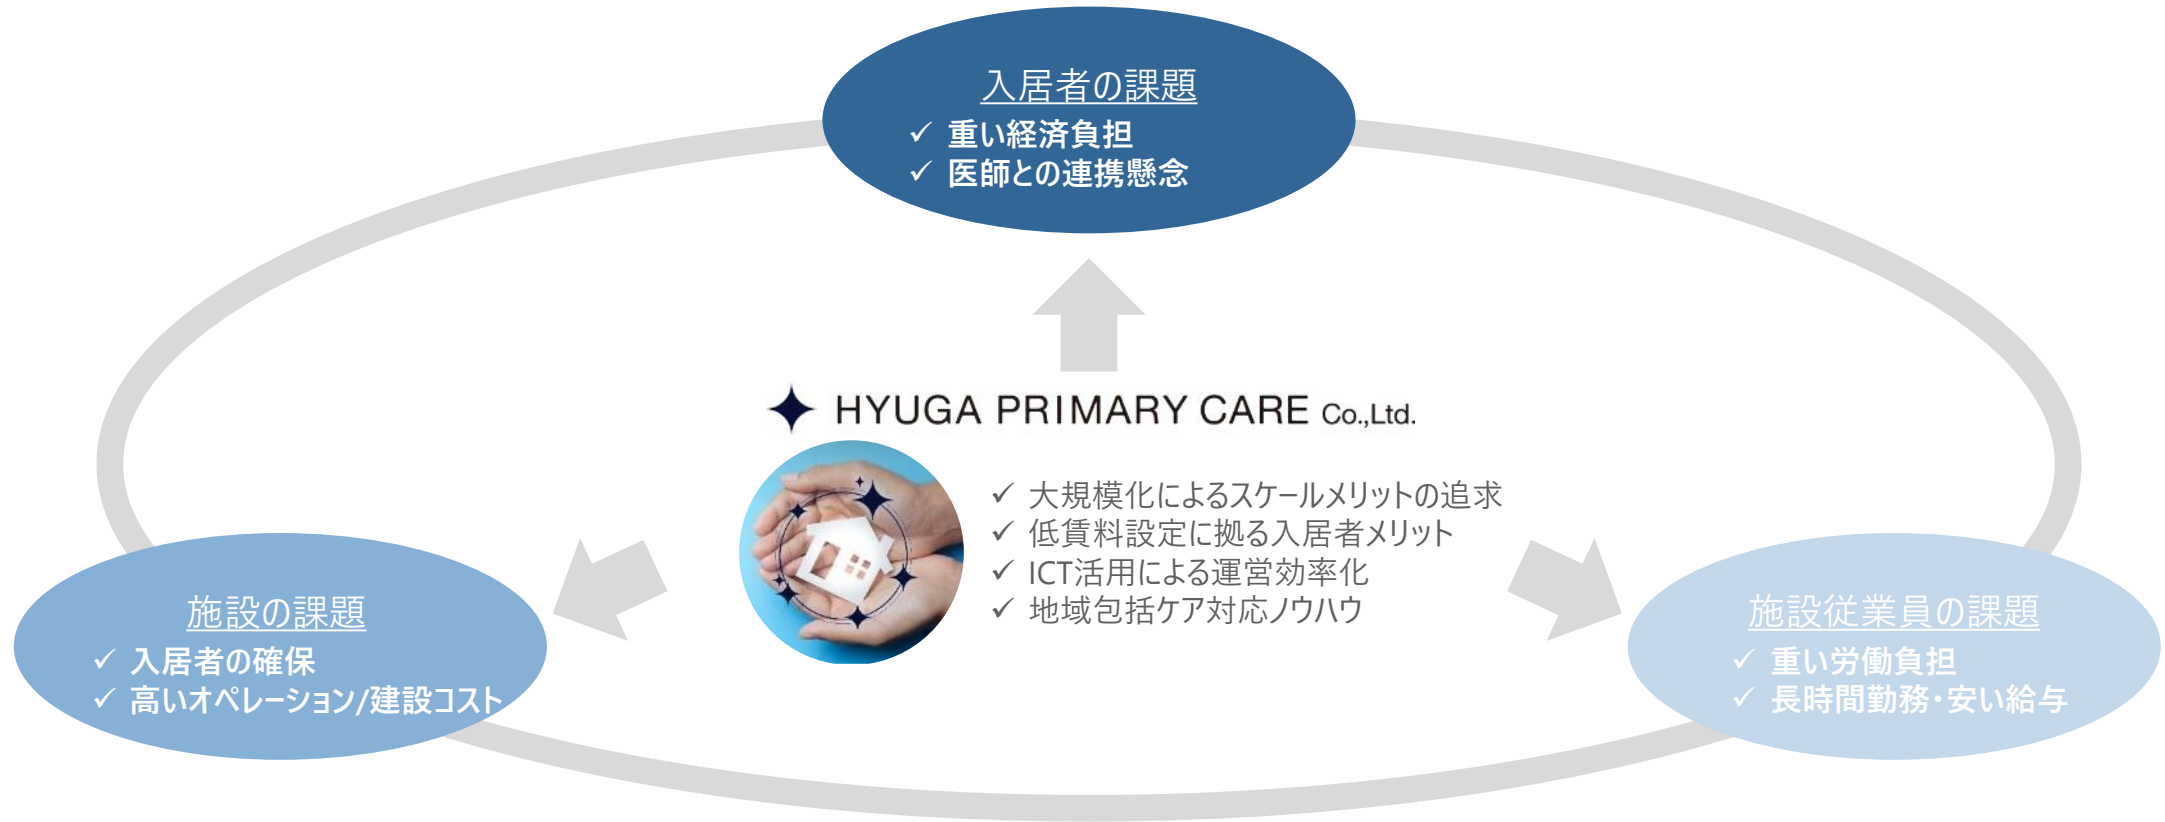 入居者の課題
✓ 重い経済負担
✓ 医師との連携懸念
HYUGA PRIMARY CARE Co.,Ltd.
✓ 大規模化によるスケールメリットの追求
✓ 低賃料設定に拠る入居者メリット
✓ ICT活用による運営効率化
✓ 地域包括ケア対応ノウハウ
施設の課題
✓ 入居者の確保
✓ 高いオペレーション/建設コスト
施設従業員の課題
✓ 重い労働負担
✓ 長時間勤務・安い給与